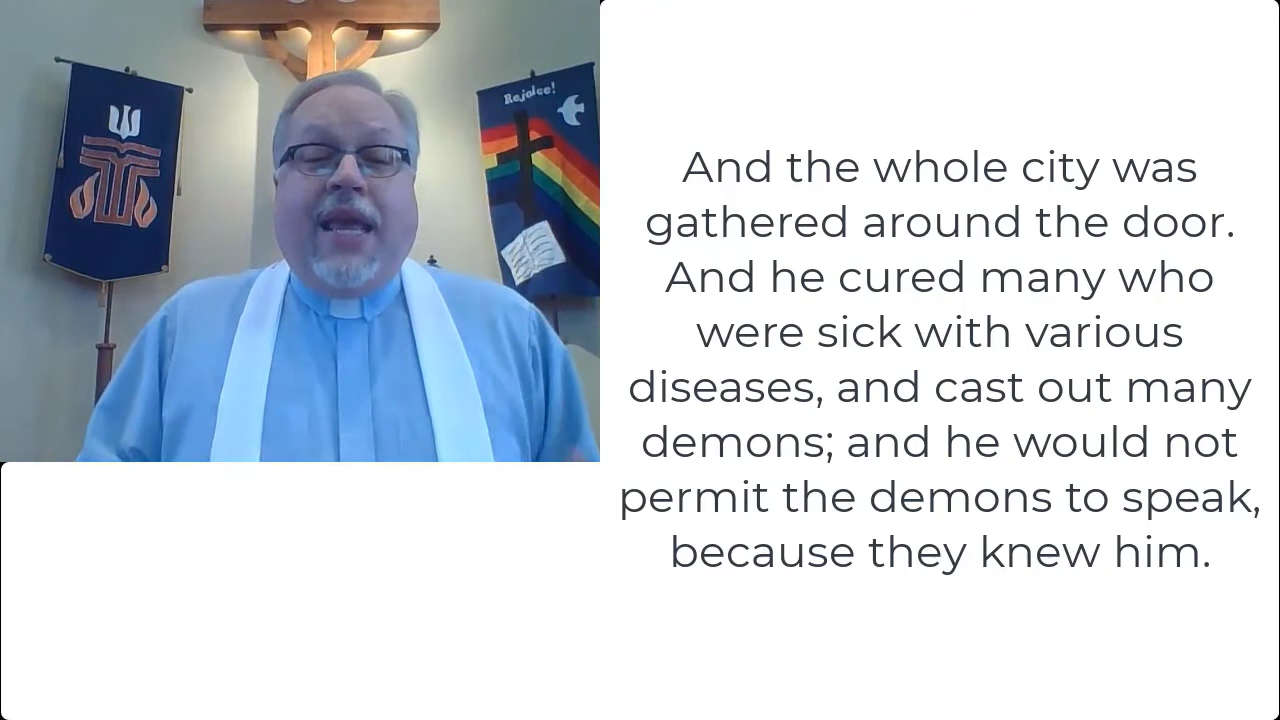 Rejoice!
And the whole city was
gathered around the door.
And he cured many who
were sick with various
diseases, and cast out many
demons; and he would not
permit the demons to speak,
because they knew him.